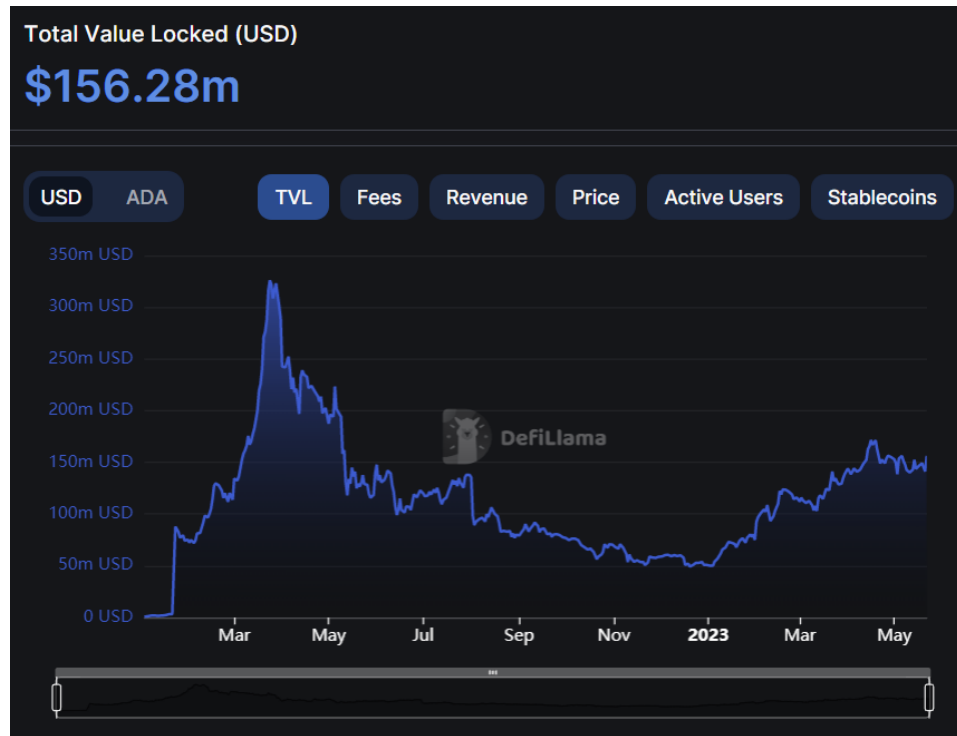 Total Value Locked (USD)
$156.28m
USD ADA TVL Fees Revenue Price Active Users Stablecoins
350m USD
300m USD
250m USD
200m USD
DefiLlama
150m USD
100m USD
50m USD
0 USD
Mar May Jul Sep Nov 2023 Mar May